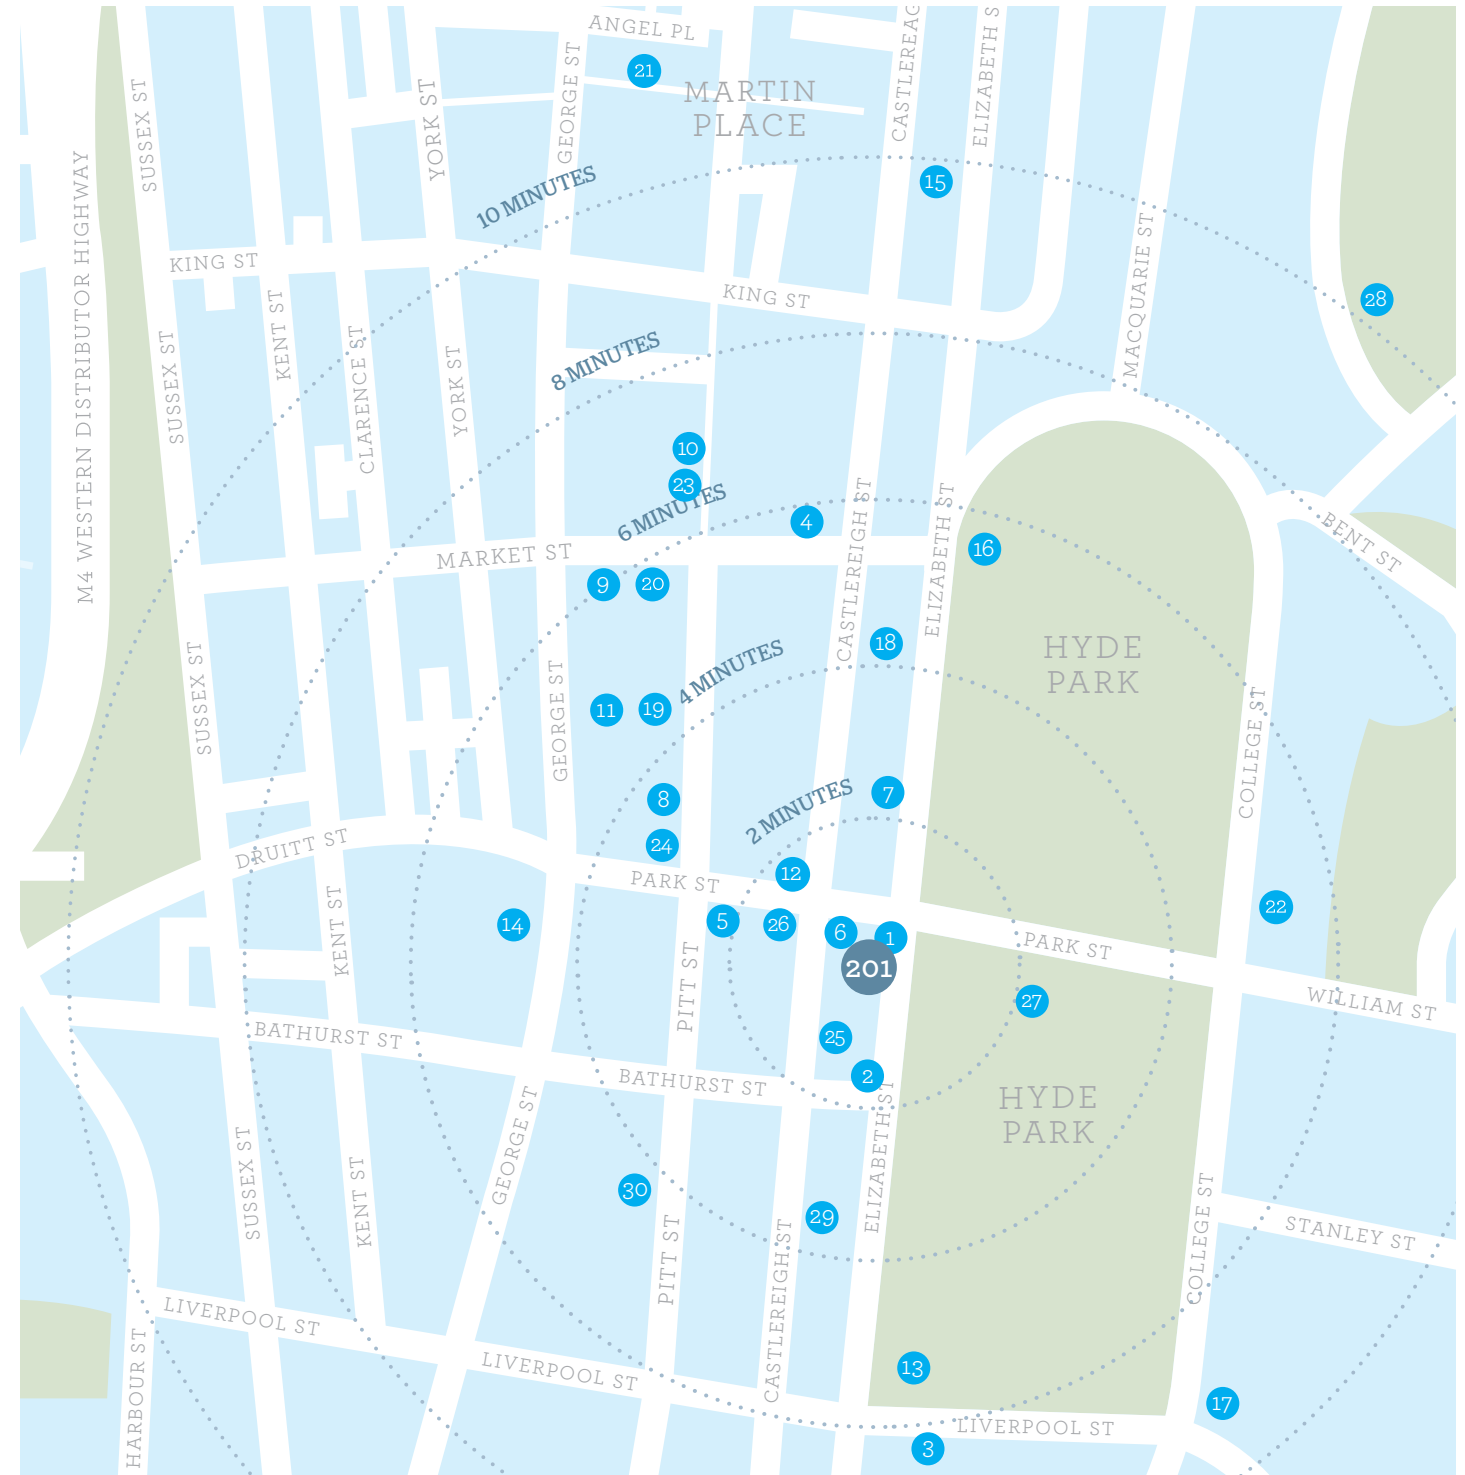 ANGEL PL
21
MARTIN
PLACE
GEORGE ST
CASTLEREAG
ELIZABETH S
SUSSEX ST
YORK ST
M4 WESTERN DISTRIBUTOR HIGHWAY
10 MINUTES
15
MACQUARIE ST
KING ST
KING ST
28
KENT ST
SUSSEX ST
CLARENCE ST
YORK ST
8 MINUTES
10
23
6 MINUTES
4
CASTLEREIGH ST
ELIZABETH ST
16
BENT ST
MARKET ST
9
20
18
HYDE
PARK
SUSSEX ST
GEORGE ST
11
19
4 MINUTES
COLLEGE ST
8
2 MINUTES
7
24
DRUITT ST
PARK ST
12
KENT ST
14
5
26
6
1
201
22
PARK ST
27
WILLIAM ST
PITT ST
BATHURST ST
25
2
BATHURST ST
HYDE
PARK
SUSSEX ST
KENT ST
GEORGE ST
30
PITT ST
29
CASTLEREIGH ST
ELIZABETH ST
COLLEGE ST
STANLEY ST
LIVERPOOL ST
HARBOUR ST
LIVERPOOL ST
13
17
LIVERPOOL ST
3